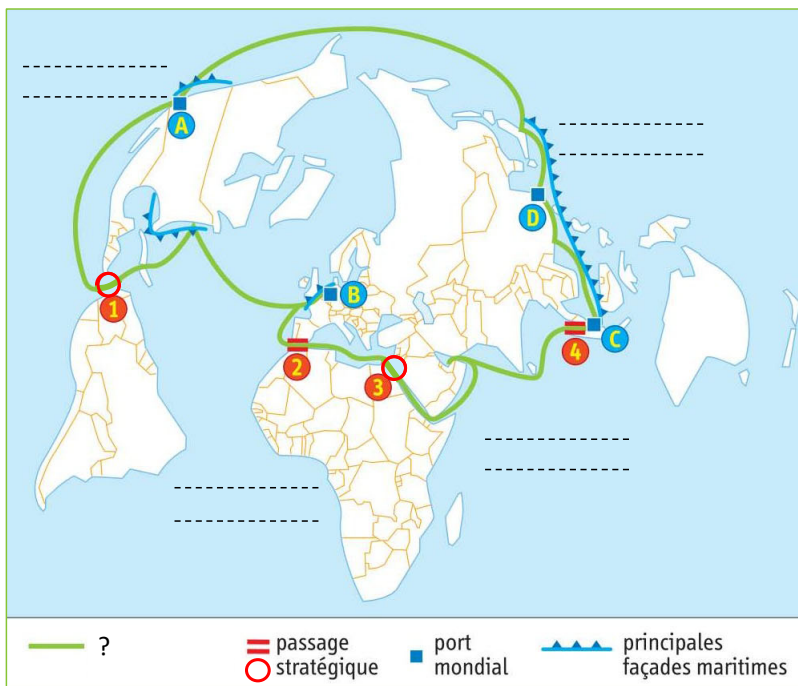 A
D
B
1
2
3
4
C
?
passage
stratégique
port
mondial
principales
façades maritimes